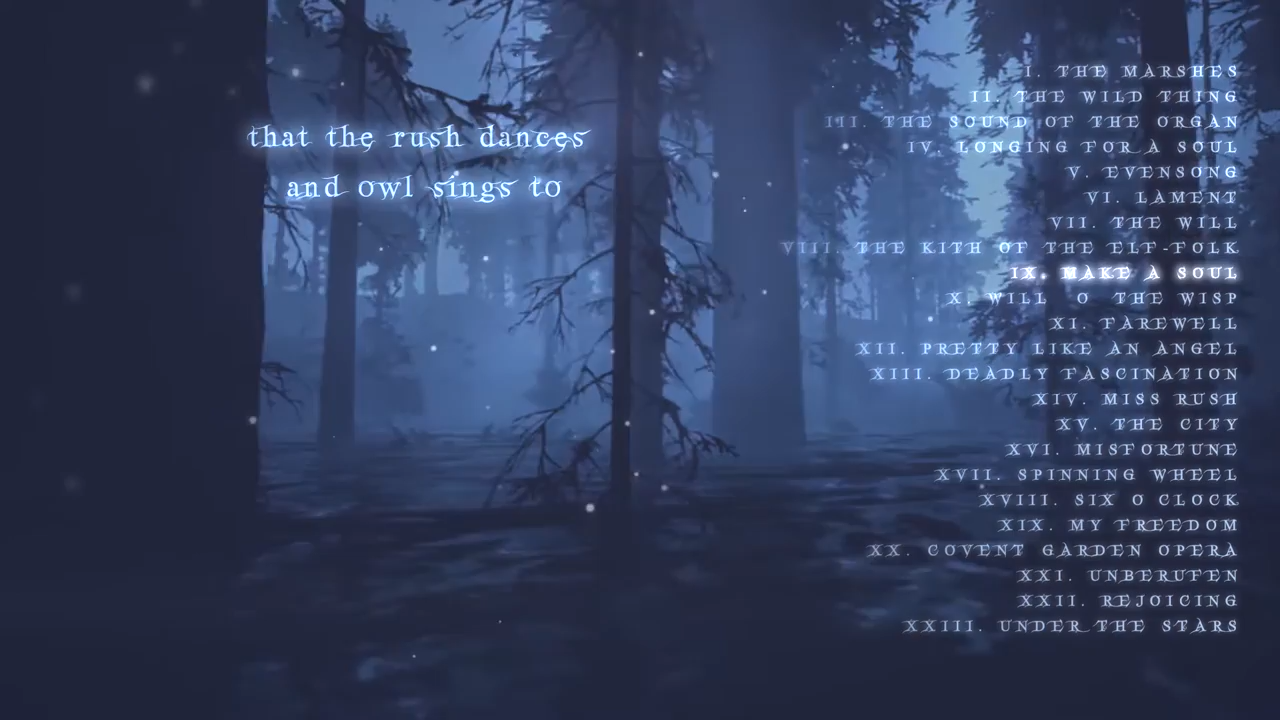 that the rush dances
and owl sings to
I. THE MARSHES
II. THE WILD THING
III. THE SOUND OF THE ORGAN
IV. LONGING FOR A SOUL
V. EVENSONG
VI. LAMENT
VII. THE WILL
VIII. THE KITH OF THE ELF-FOLK
IX. MAKE A SOUL
X. WILL O THE WISP
XI. FAREWELL
XII. PRETTY LIKE AN ANGEL
XIII. DEADLY FASCINATION
XIV. MISS RUSH
XV. THE CITY
XVI. MISFORTUNE
XVII. SPINNING WHEEL
XVIII. SIX O CLOCK
XIX. MY FREEDOM
XX. COVENT GARDEN OPERA
XXI. UNBERUFEN
XXII. REJOICING
XXIII. UNDER THE STARS